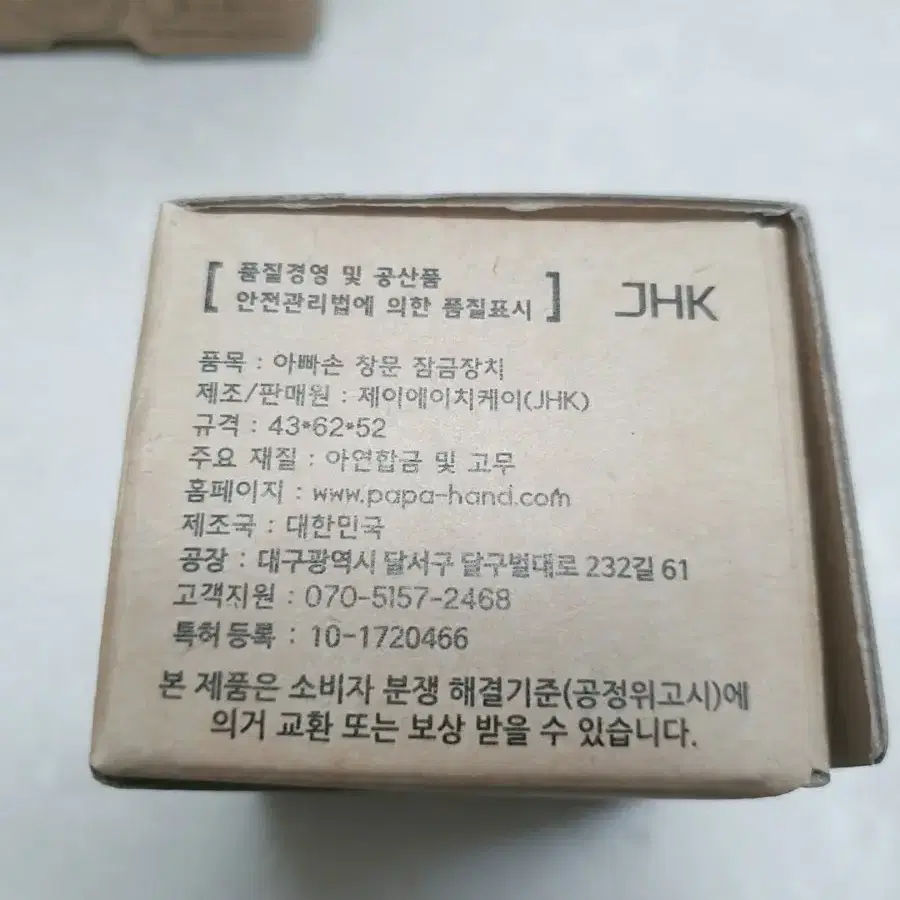 [ 품질경영 및 공산품
안전관리법에 의한 품질표시 ]
JHK
품목 : 아빠손 창문 잠금장치
제조/판매원 : 제이에이치케이(JHK)
규격 : 43*62*52
주요 재질 : 아연합금 및 고무
홈페이지 : www.papa-hand.com
제조국 : 대한민국
공장 : 대구광역시 달서구 달구벌대로 232길 61
고객지원 : 070-5157-2468
특허 등록 : 10-1720466
본 제품은 소비자 분쟁 해결기준(공정위고시)에
의거 교환 또는 보상 받을 수 있습니다.